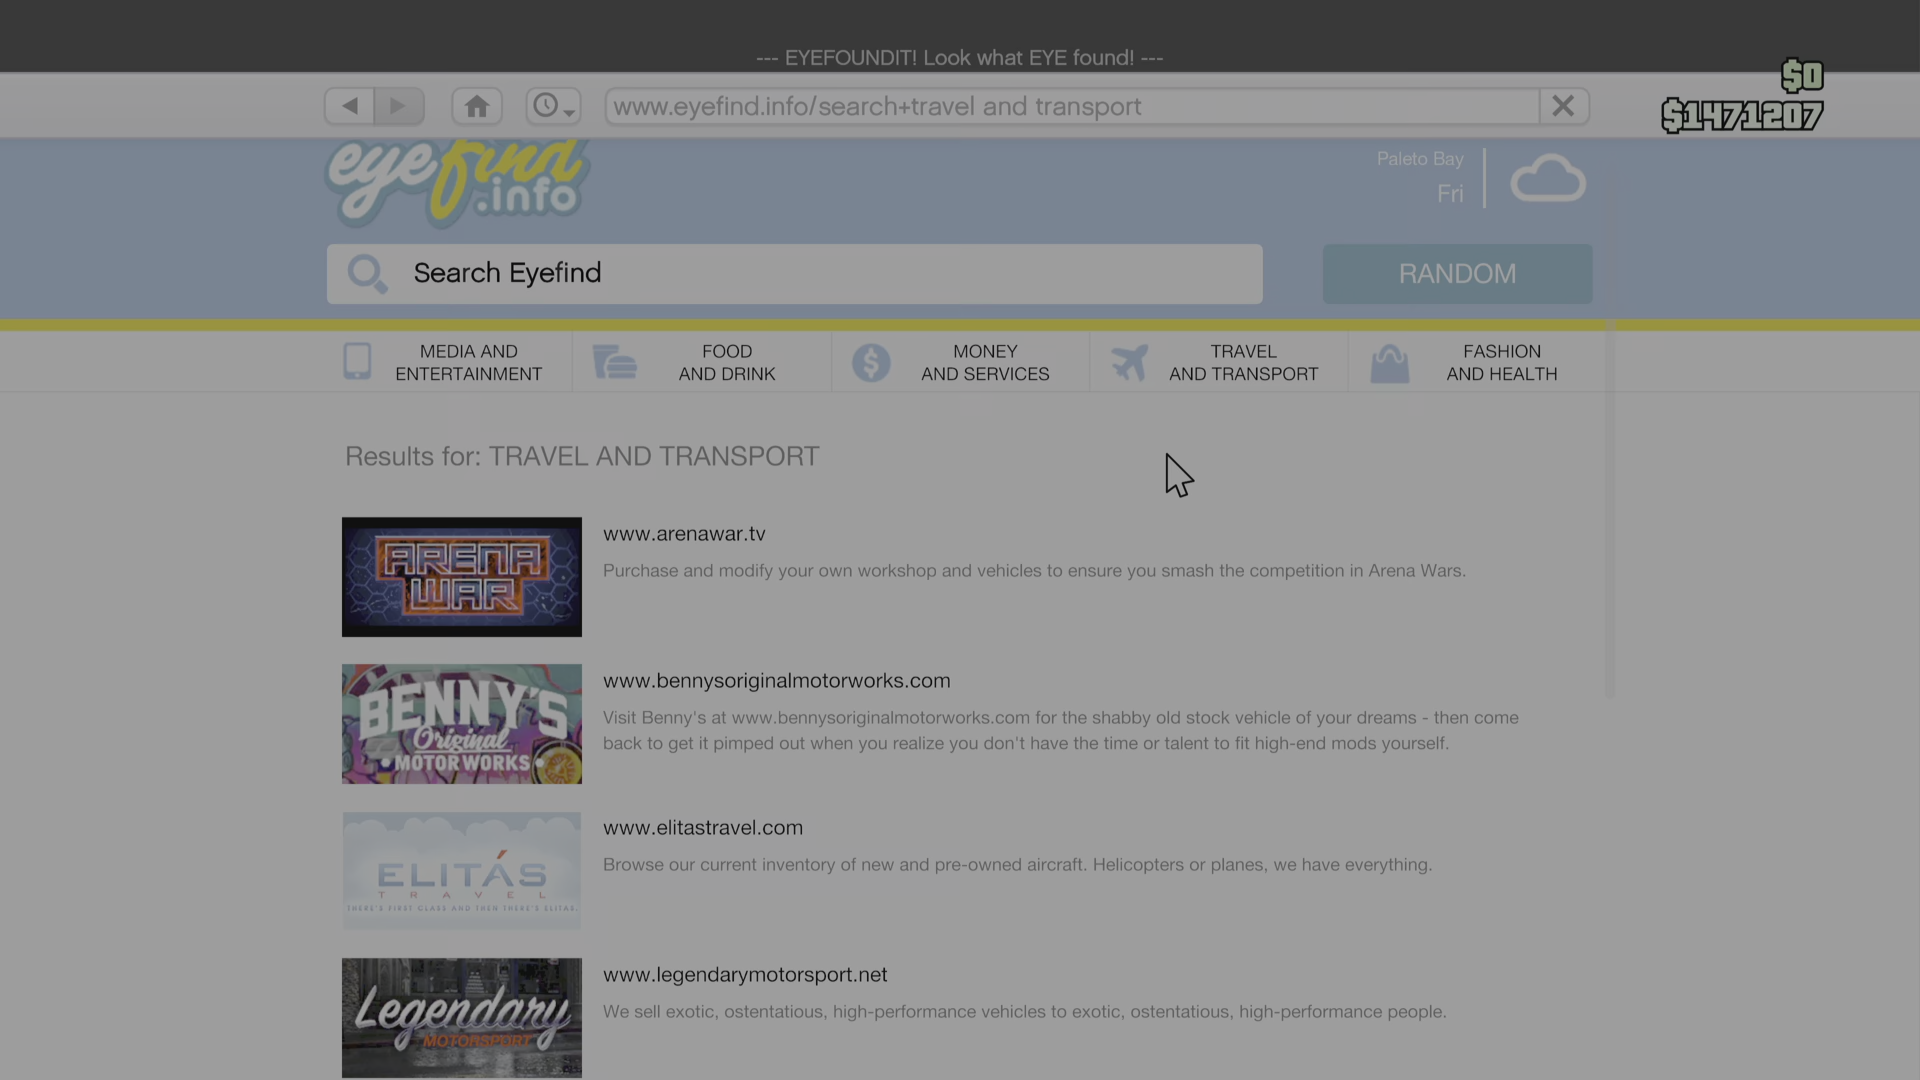 --- EYEFOUNDIT! Look what EYE found! ---
$0
www.eyefind.info/search+travel and transport
$1471207
eyefind
.info
Paleto Bay
Fri
Search Eyefind
RANDOM
MEDIA AND
ENTERTAINMENT
FOOD
AND DRINK
MONEY
AND SERVICES
TRAVEL
AND TRANSPORT
FASHION
AND HEALTH
Results for: TRAVEL AND TRANSPORT
ARENA
WAR
www.arenawar.tv
Purchase and modify your own workshop and vehicles to ensure you smash the competition in Arena Wars.
BENNY'S
Original
MOTOR WORKS
www.bennysoriginalmotorworks.com
Visit Benny's at www.bennysoriginalmotorworks.com for the shabby old stock vehicle of your dreams - then come
back to get it pimped out when you realize you don't have the time or talent to fit high-end mods yourself.
ELITÁS
TRAVEL
THERE'S FIRST CLASS AND THEN THERE'S ELITAS.
www.elitastravel.com
Browse our current inventory of new and pre-owned aircraft. Helicopters or planes, we have everything.
Legendary
MOTORSPORT
www.legendarymotorsport.net
We sell exotic, ostentatious, high-performance vehicles to exotic, ostentatious, high-performance people.